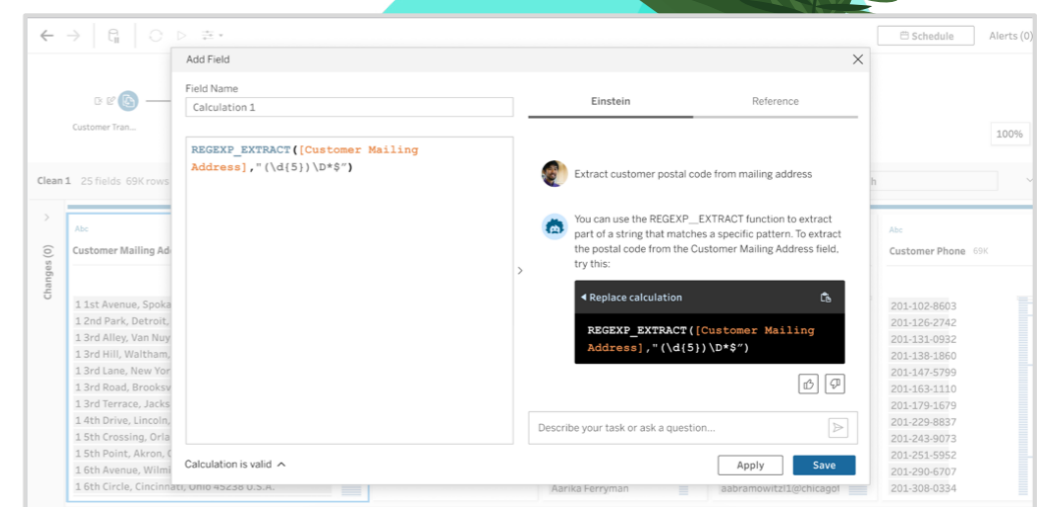 Schedule
Alerts (0)
Add Field
Field Name
Calculation 1
Einstein
Reference
Customer Tran...
100%
REGEXP_EXTRACT([Customer Mailing
Address],"(\d{5})\D*$")
Extract customer postal code from mailing address
Clean 1 25 fields 69K rows
You can use the REGEXP__EXTRACT function to extract
part of a string that matches a specific pattern. To extract
the postal code from the Customer Mailing Address field,
try this:
Abc
Customer Mailing Ad
Abc
Customer Phone 69K
Changes (0)
Replace calculation
REGEXP_EXTRACT([Customer Mailing
Address],"(\d{5})\D*$")
1 1st Avenue, Spoka
1 2nd Park, Detroit,
1 3rd Alley, Van Nuy
1 3rd Hill, Waltham,
1 3rd Lane, New Yor
1 3rd Road, Brooksv
1 3rd Terrace, Jacks
1 4th Drive, Lincoln,
1 5th Crossing, Orla
1 5th Point, Akron,
1 6th Avenue, Wilmi
1 6th Circle, Cincinnati, Ohio 45238 U.S.A.
201-102-8603
201-126-2742
201-131-0932
201-138-1860
201-147-5799
201-163-1110
201-179-1679
201-229-8837
201-243-9073
201-251-5952
201-290-6707
201-308-0334
Describe your task or ask a question...
Calculation is valid
Apply
Save
Aarika Ferryman
aabramowitzl1@chicagol